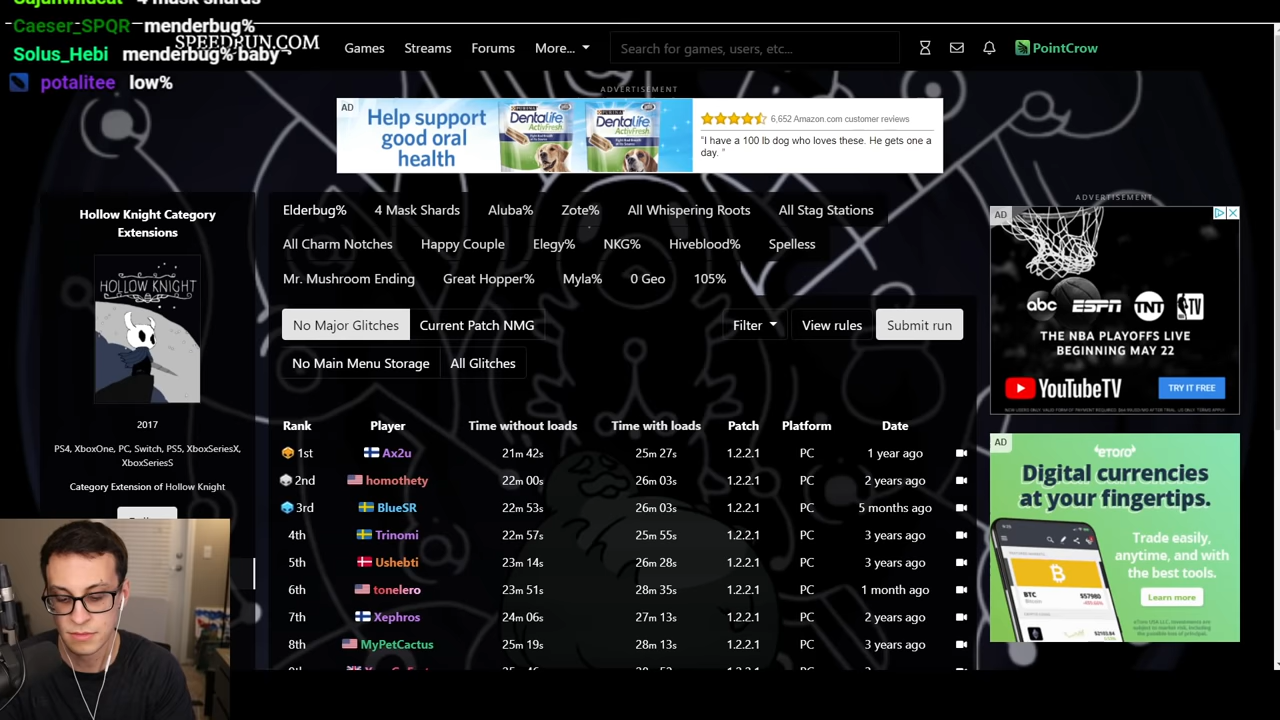 Cajunwildcat 4 mask shards
Caeser_SPQR menderbug%
SPEEDRUN.COM
Solus_Hebi menderbug% baby
potalitee low%
Games Streams Forums More... Search for games, users, etc... PointCrow
ADVERTISEMENT
AD
Help support
good oral
health
PURINA
DentaLife
ActivFresh
PURINA
DentaLife
ActivFresh
6,652 Amazon.com customer reviews
"I have a 100 lb dog who loves these. He gets one a
day. "
Hollow Knight Category
Extensions
HOLLOW KNIGHT
2017
PS4, XboxOne, PC, Switch, PS5, XboxSeriesX,
XboxSeriesS
Category Extension of Hollow Knight
Elderbug% 4 Mask Shards Aluba% Zote% All Whispering Roots All Stag Stations
All Charm Notches Happy Couple Elegy% NKG% Hiveblood% Spelless
Mr. Mushroom Ending Great Hopper% Myla% 0 Geo 105%
No Major Glitches Current Patch NMG Filter View rules Submit run
No Main Menu Storage All Glitches
Rank Player Time without loads Time with loads Patch Platform Date
1st Ax2u 21m 42s 25m 27s 1.2.2.1 PC 1 year ago
2nd homothety 22m 00s 26m 03s 1.2.2.1 PC 2 years ago
3rd BlueSR 22m 53s 26m 03s 1.2.2.1 PC 5 months ago
4th Trinomi 22m 57s 25m 55s 1.2.2.1 PC 3 years ago
5th Ushebti 23m 14s 26m 28s 1.2.2.1 PC 3 years ago
6th tonelero 23m 51s 28m 35s 1.2.2.1 PC 1 month ago
7th Xephros 24m 06s 27m 13s 1.2.2.1 PC 2 years ago
8th MyPetCactus 25m 19s 28m 13s 1.2.2.1 PC 3 years ago
ADVERTISEMENT
AD
abc ESPN TNT NBA TV
THE NBA PLAYOFFS LIVE
BEGINNING MAY 22
YouTubeTV TRY IT FREE
AD
eToro
Digital currencies
at your fingertips.
Trade easily,
anytime, and with
the best tools.
Learn more
BTC